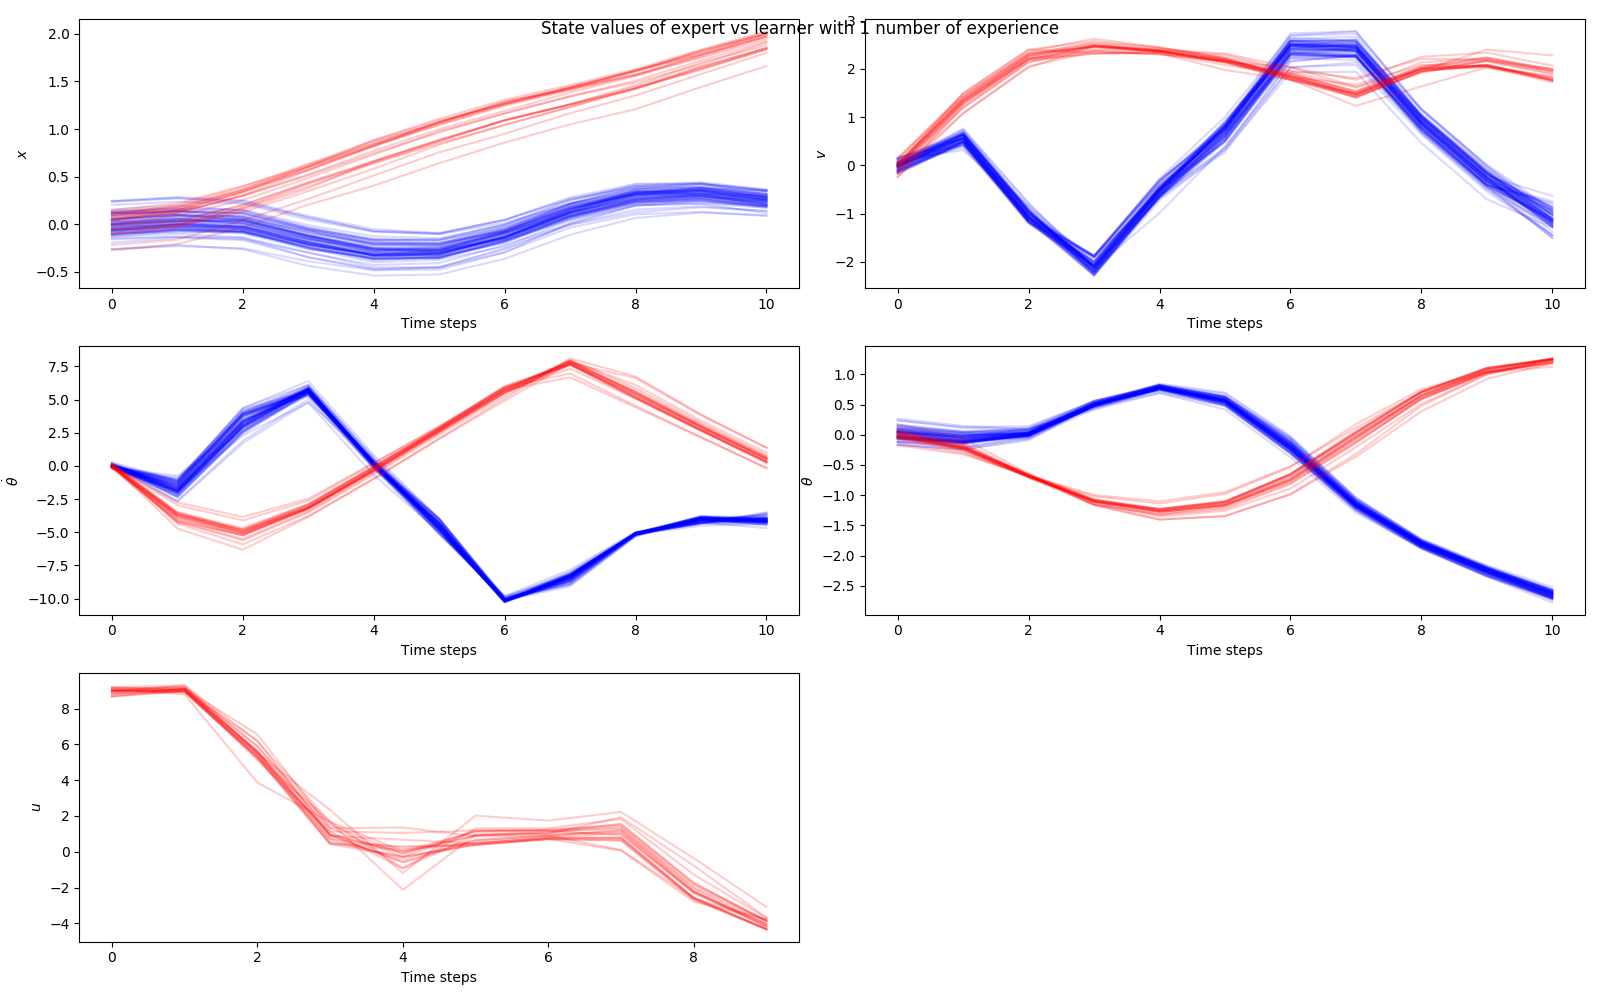 State values of expert vs learner with 1 number of experience
2.0
1.5
1.0
0.5
0.0
−0.5
x
0 2 4 6 8 10
Time steps
3
2
1
0
−1
−2
v
0 2 4 6 8 10
Time steps
7.5
5.0
2.5
0.0
−2.5
−5.0
−7.5
−10.0
θ̇
0 2 4 6 8 10
Time steps
1.0
0.5
0.0
−0.5
−1.0
−1.5
−2.0
−2.5
θ
0 2 4 6 8 10
Time steps
8
6
4
2
0
−2
−4
u
0 2 4 6 8
Time steps